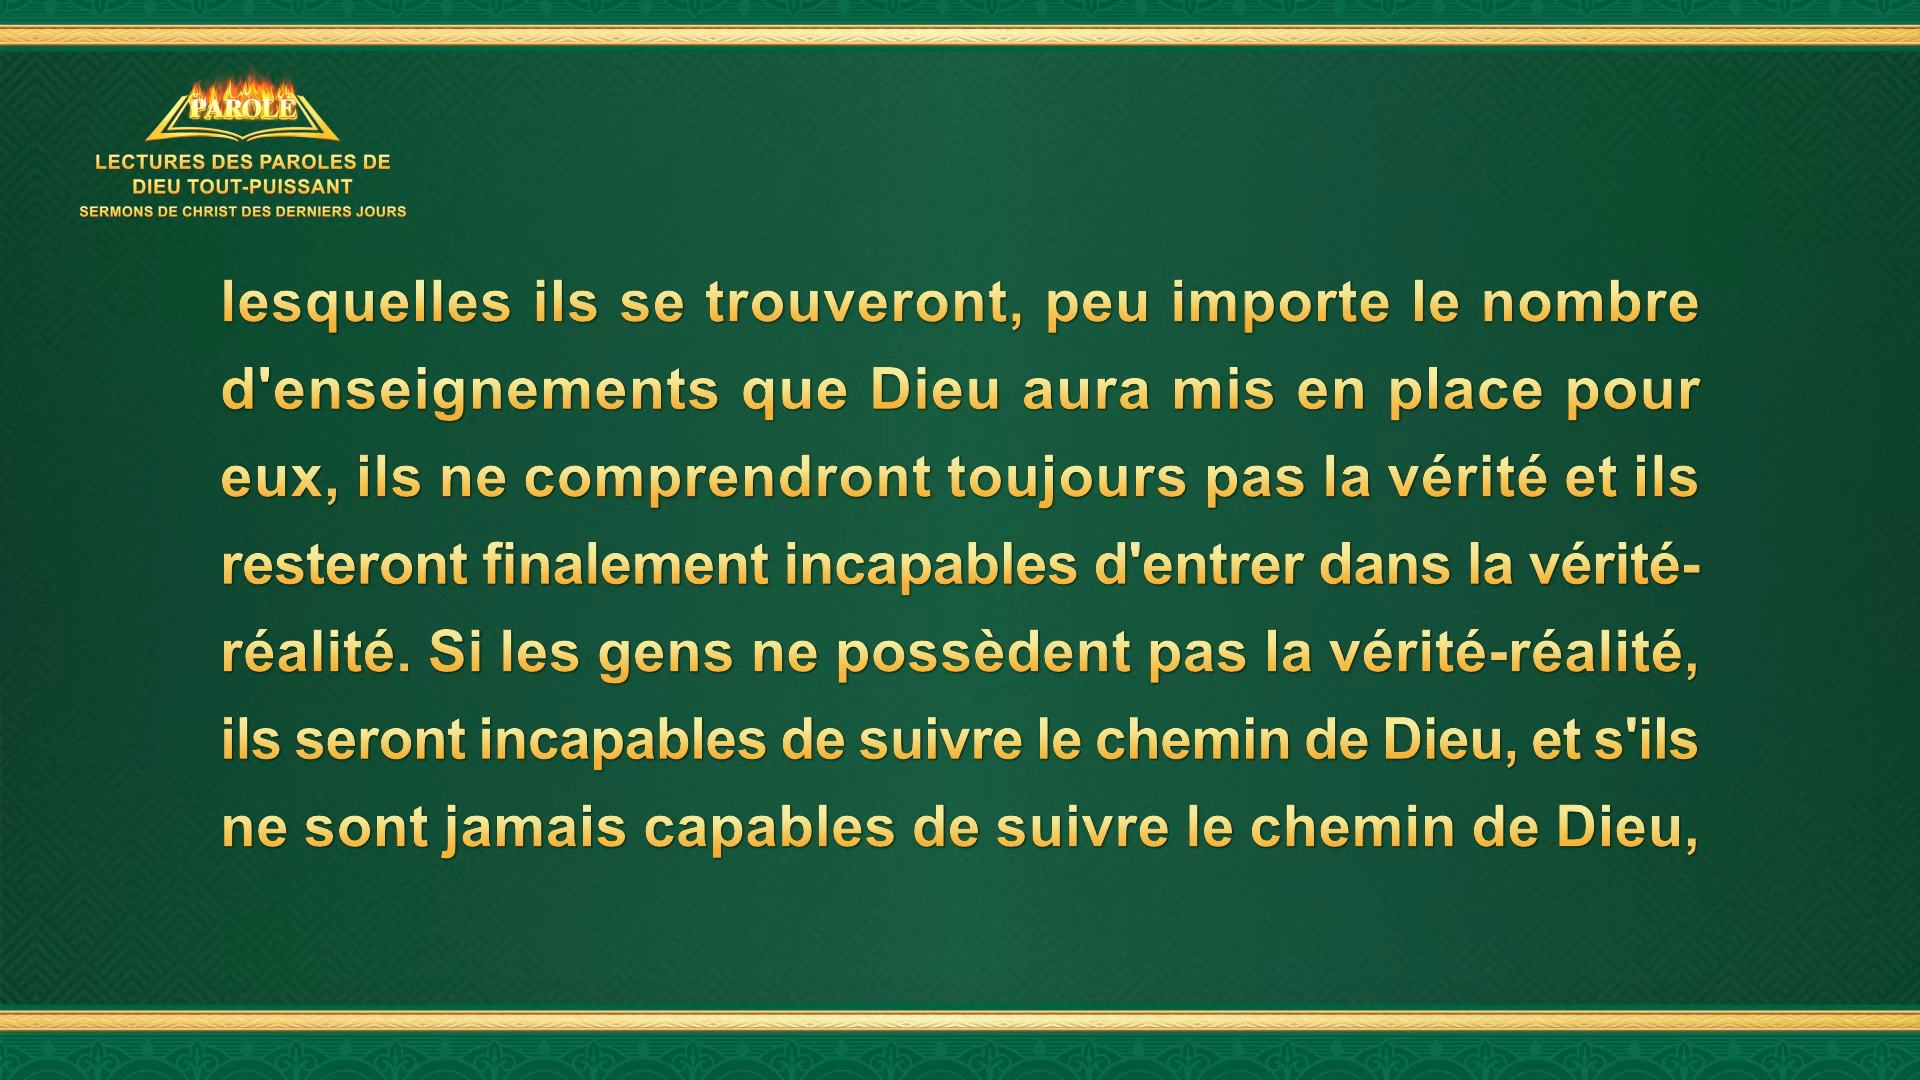 PAROLE
LECTURES DES PAROLES DE
DIEU TOUT-PUISSANT
SERMONS DE CHRIST DES DERNIERS JOURS
lesquelles ils se trouveront, peu importe le nombre
d'enseignements que Dieu aura mis en place pour
eux, ils ne comprendront toujours pas la vérité et ils
resteront finalement incapables d'entrer dans la vérité-
réalité. Si les gens ne possèdent pas la vérité-réalité,
ils seront incapables de suivre le chemin de Dieu, et s'ils
ne sont jamais capables de suivre le chemin de Dieu,